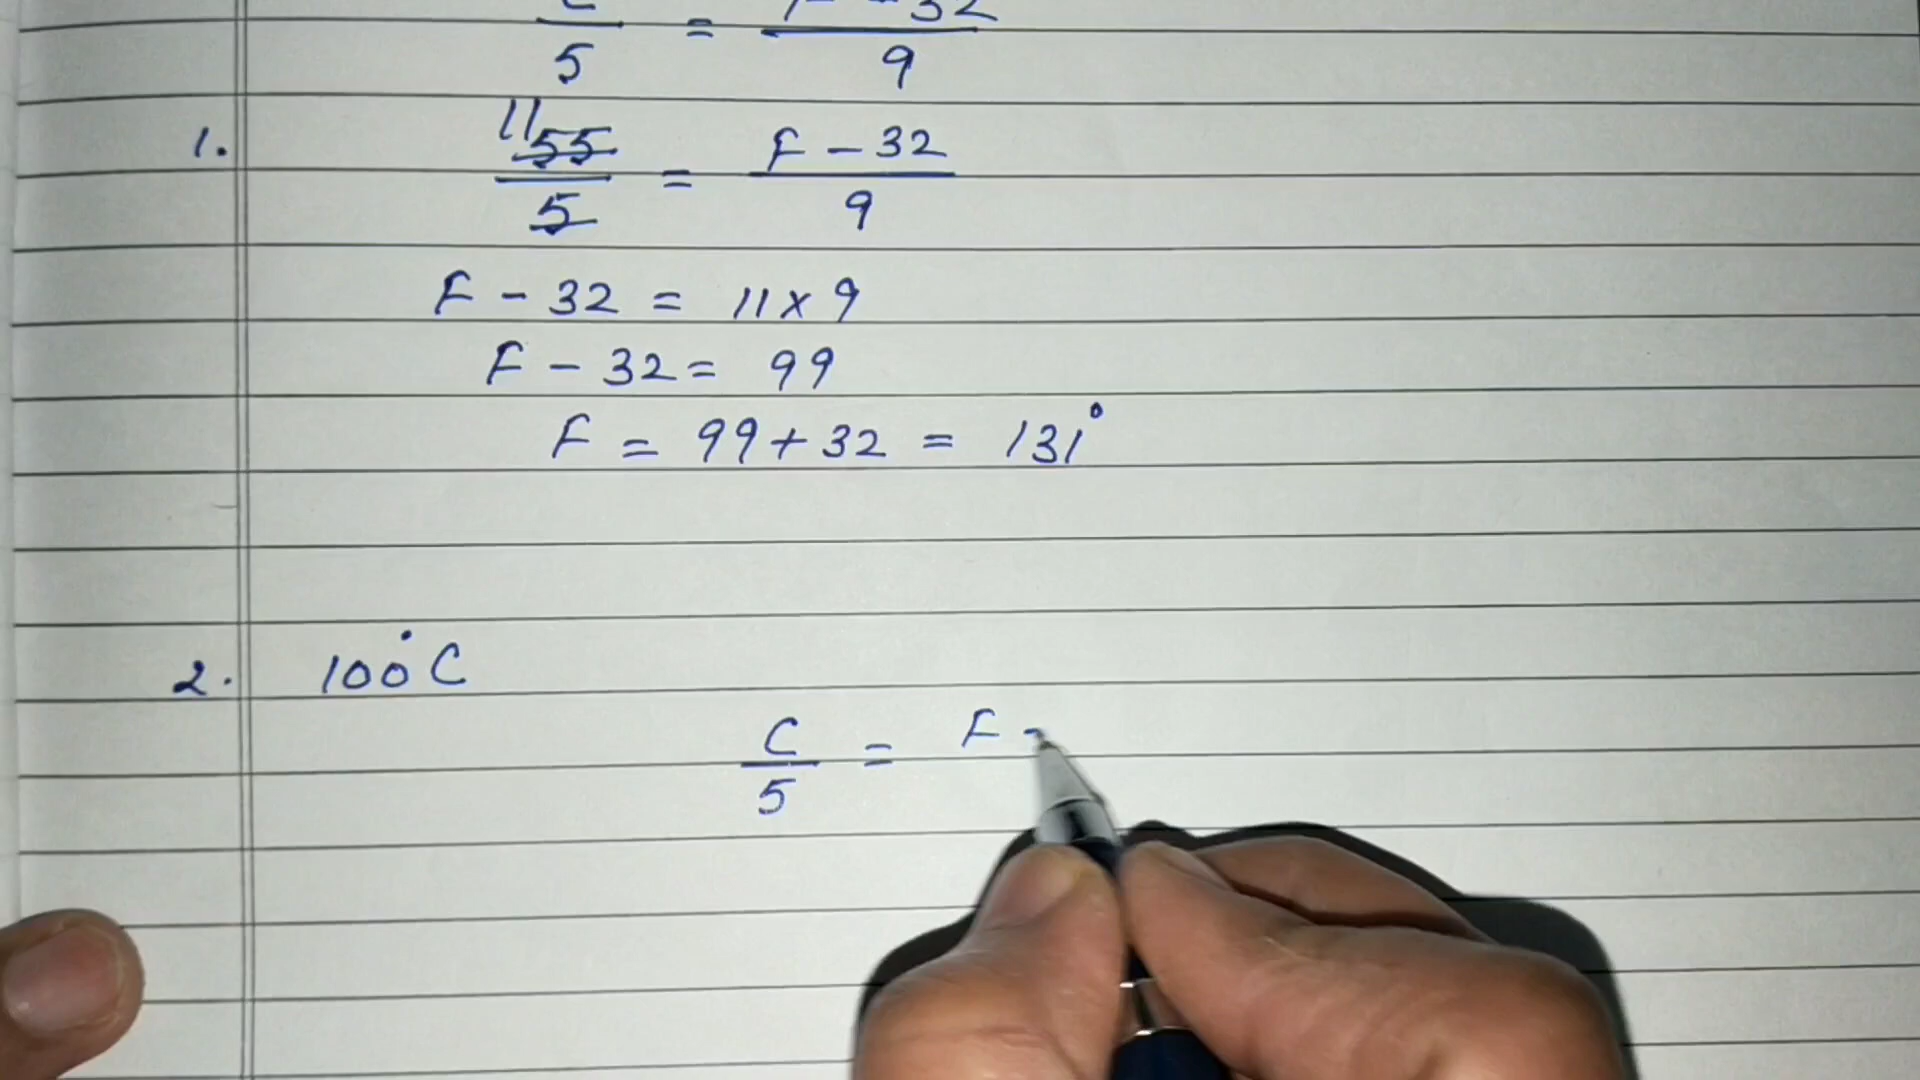 C/5 = F - 32/9
1. 11 55/5 = F - 32/9
F - 32 = 11 x 9
F - 32 = 99
F = 99 + 32 = 131°
2. 100°C
C/5 = F -